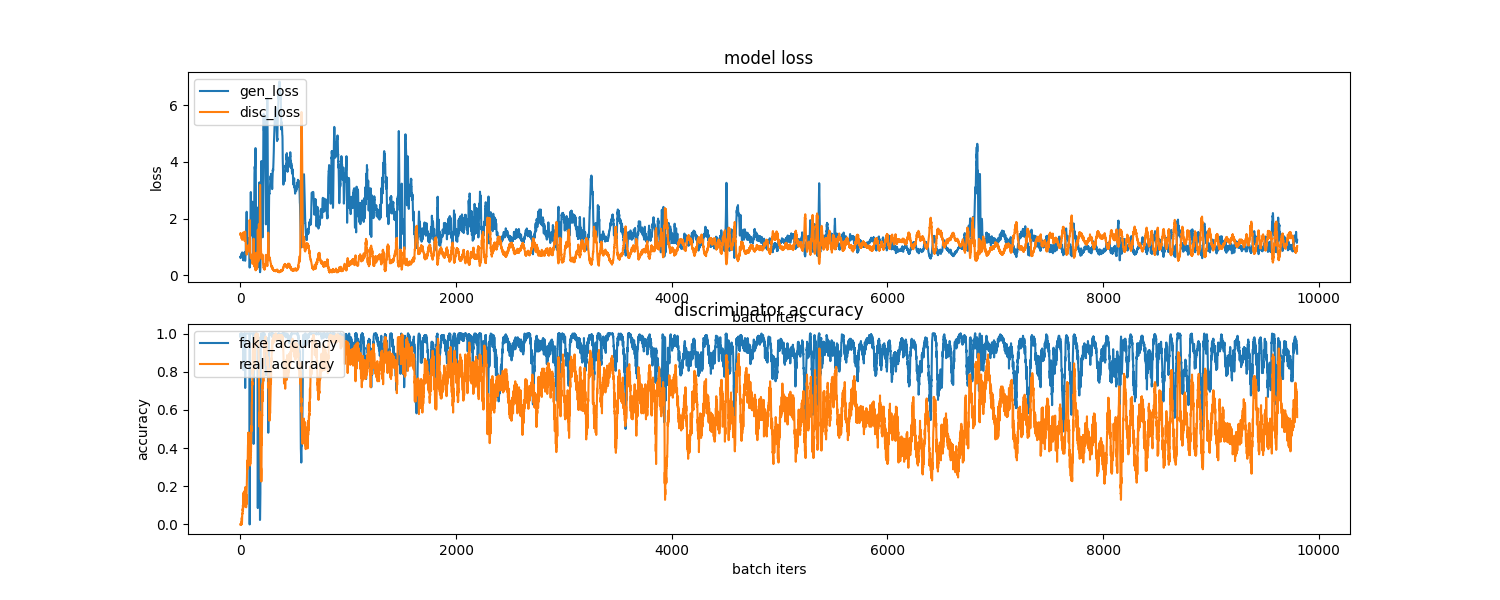 model loss
gen_loss
disc_loss
6
4
2
0
loss
0 2000 4000 6000 8000 10000
batch iters
discriminator accuracy
fake_accuracy
real_accuracy
1.0
0.8
0.6
0.4
0.2
0.0
accuracy
0 2000 4000 6000 8000 10000
batch iters